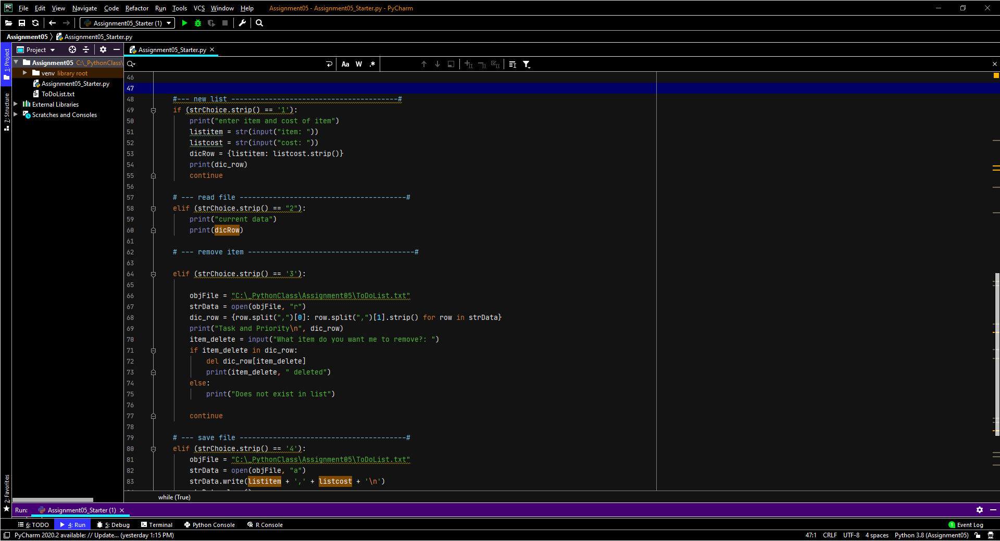 PC File Edit View Navigate Code Refactor Run Tools VCS Window Help Assignment05 - Assignment05_Starter.py - PyCharm
Assignment05_Starter (1)
Assignment05 Assignment05_Starter.py
1: Project
7: Structure
2: Favorites
Project
Assignment05 C:\_PythonClass\
venv library root
Assignment05_Starter.py
ToDoList.txt
External Libraries
Scratches and Consoles
Assignment05_Starter.py
Aa W .*
46
47
48 #--- new list ----------------------------------------#
49 if (strChoice.strip() == '1'):
50 print("enter item and cost of item")
51 listitem = str(input("item: "))
52 listcost = str(input("cost: "))
53 dicRow = {listitem: listcost.strip()}
54 print(dic_row)
55 continue
56
57 # --- read file ----------------------------------------#
58 elif (strChoice.strip() == "2"):
59 print("current data")
60 print(dicRow)
61
62 # --- remove item ----------------------------------------#
63
64 elif (strChoice.strip() == '3'):
65
66 objFile = "C:\_PythonClass\Assignment05\ToDoList.txt"
67 strData = open(objFile, "r")
68 dic_row = {row.split(",")[0]: row.split(",")[1].strip() for row in strData}
69 print("Task and Priority\n", dic_row)
70 item_delete = input("What item do you want me to remove?: ")
71 if item_delete in dic_row:
72 del dic_row[item_delete]
73 print(item_delete, " deleted")
74 else:
75 print("Does not exist in list")
76
77 continue
78
79 # --- save file ----------------------------------------#
80 elif (strChoice.strip() == '4'):
81 objFile = "C:\_PythonClass\Assignment05\ToDoList.txt"
82 strData = open(objFile, "a")
83 strData.write(listitem + ',' + listcost + '\n')
while (True)
Run: Assignment05_Starter (1)
6: TODO 4: Run 5: Debug Terminal Python Console R Console 1 Event Log
PyCharm 2020.2 available: // Update... (yesterday 1:15 PM) 47:1 CRLF UTF-8 4 spaces Python 3.8 (Assignment05)